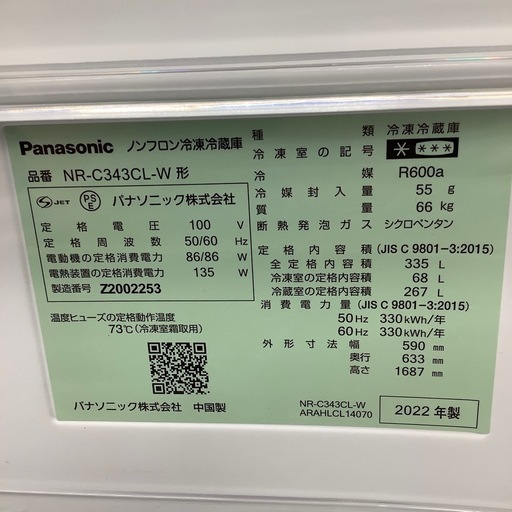 Panasonic ノンフロン冷凍冷蔵庫
品番 NR-C343CL-W 形
S JET PS E パナソニック株式会社
定格電圧 100 V
定格周波数 50/60 Hz
電動機の定格消費電力 86/86 W
電熱装置の定格消費電力 135 W
製造番号 Z2002253
温度ヒューズの定格動作温度
73℃(冷凍室霜取用)
パナソニック株式会社 中国製
種類 冷凍冷蔵庫
冷凍室の記号 * ***
冷媒 R600a
冷媒封入量 55 g
質量 66 kg
断熱発泡ガス シクロペンタン
定格内容積 (JIS C 9801-3:2015)
全定格内容積 335 L
冷凍室の定格内容積 68 L
冷蔵室の定格内容積 267 L
消費電力量 (JIS C 9801-3:2015)
50 Hz 330 kWh/年
60 Hz 330 kWh/年
外形寸法 幅 590 mm
奥行 633 mm
高さ 1687 mm
NR-C343CL-W
ARAHLCL14070
2022年製